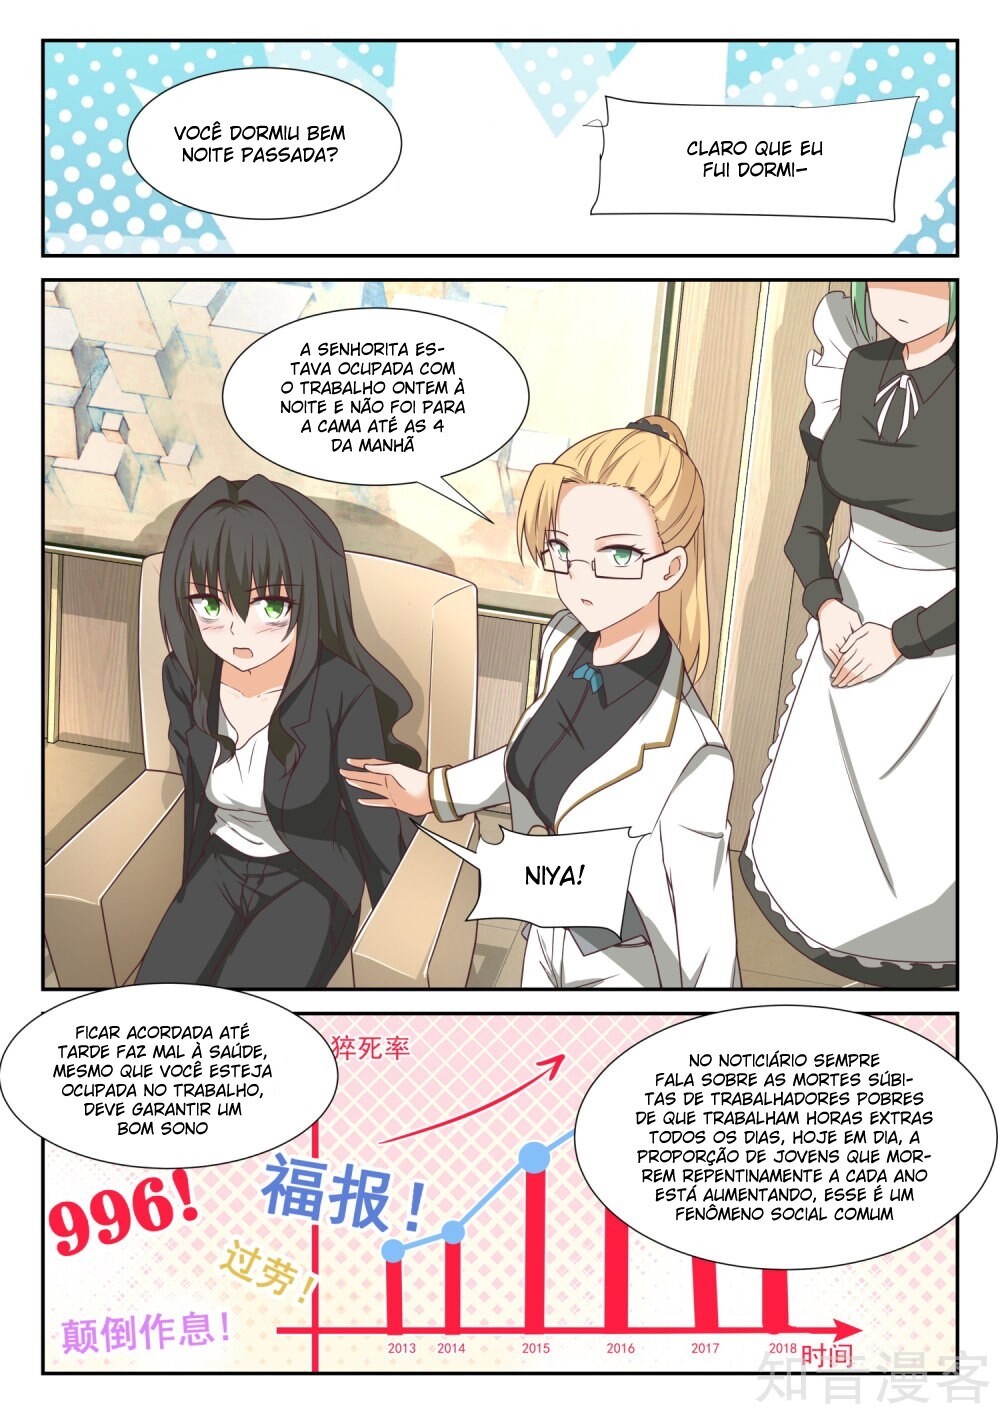 VOCÊ DORMIU BEM
NOITE PASSADA?
CLARO QUE EU
FUI DORMI-
A SENHORITA ES-
TAVA OCUPADA COM
O TRABALHO ONTEM À
NOITE E NÃO FOI PARA
A CAMA ATÉ AS 4
DA MANHÃ
NIYA!
FICAR ACORDADA ATÉ
TARDE FAZ MAL À SAÚDE,
MESMO QUE VOCÊ ESTEJA
OCUPADA NO TRABALHO,
DEVE GARANTIR UM
BOM SONO
猝死率
NO NOTICIÁRIO SEMPRE
FALA SOBRE AS MORTES SÚBI-
TAS DE TRABALHADORES POBRES
DE QUE TRABALHAM HORAS EXTRAS
TODOS OS DIAS, HOJE EM DIA, A
PROPORÇÃO DE JOVENS QUE MOR-
REM REPENTINAMENTE A CADA ANO
ESTÁ AUMENTANDO, ESSE É UM
FENÔMENO SOCIAL COMUM
996!
福报!
过劳!
颠倒作息!
2013 2014 2015 2016 2017 2018 时间
知音漫客